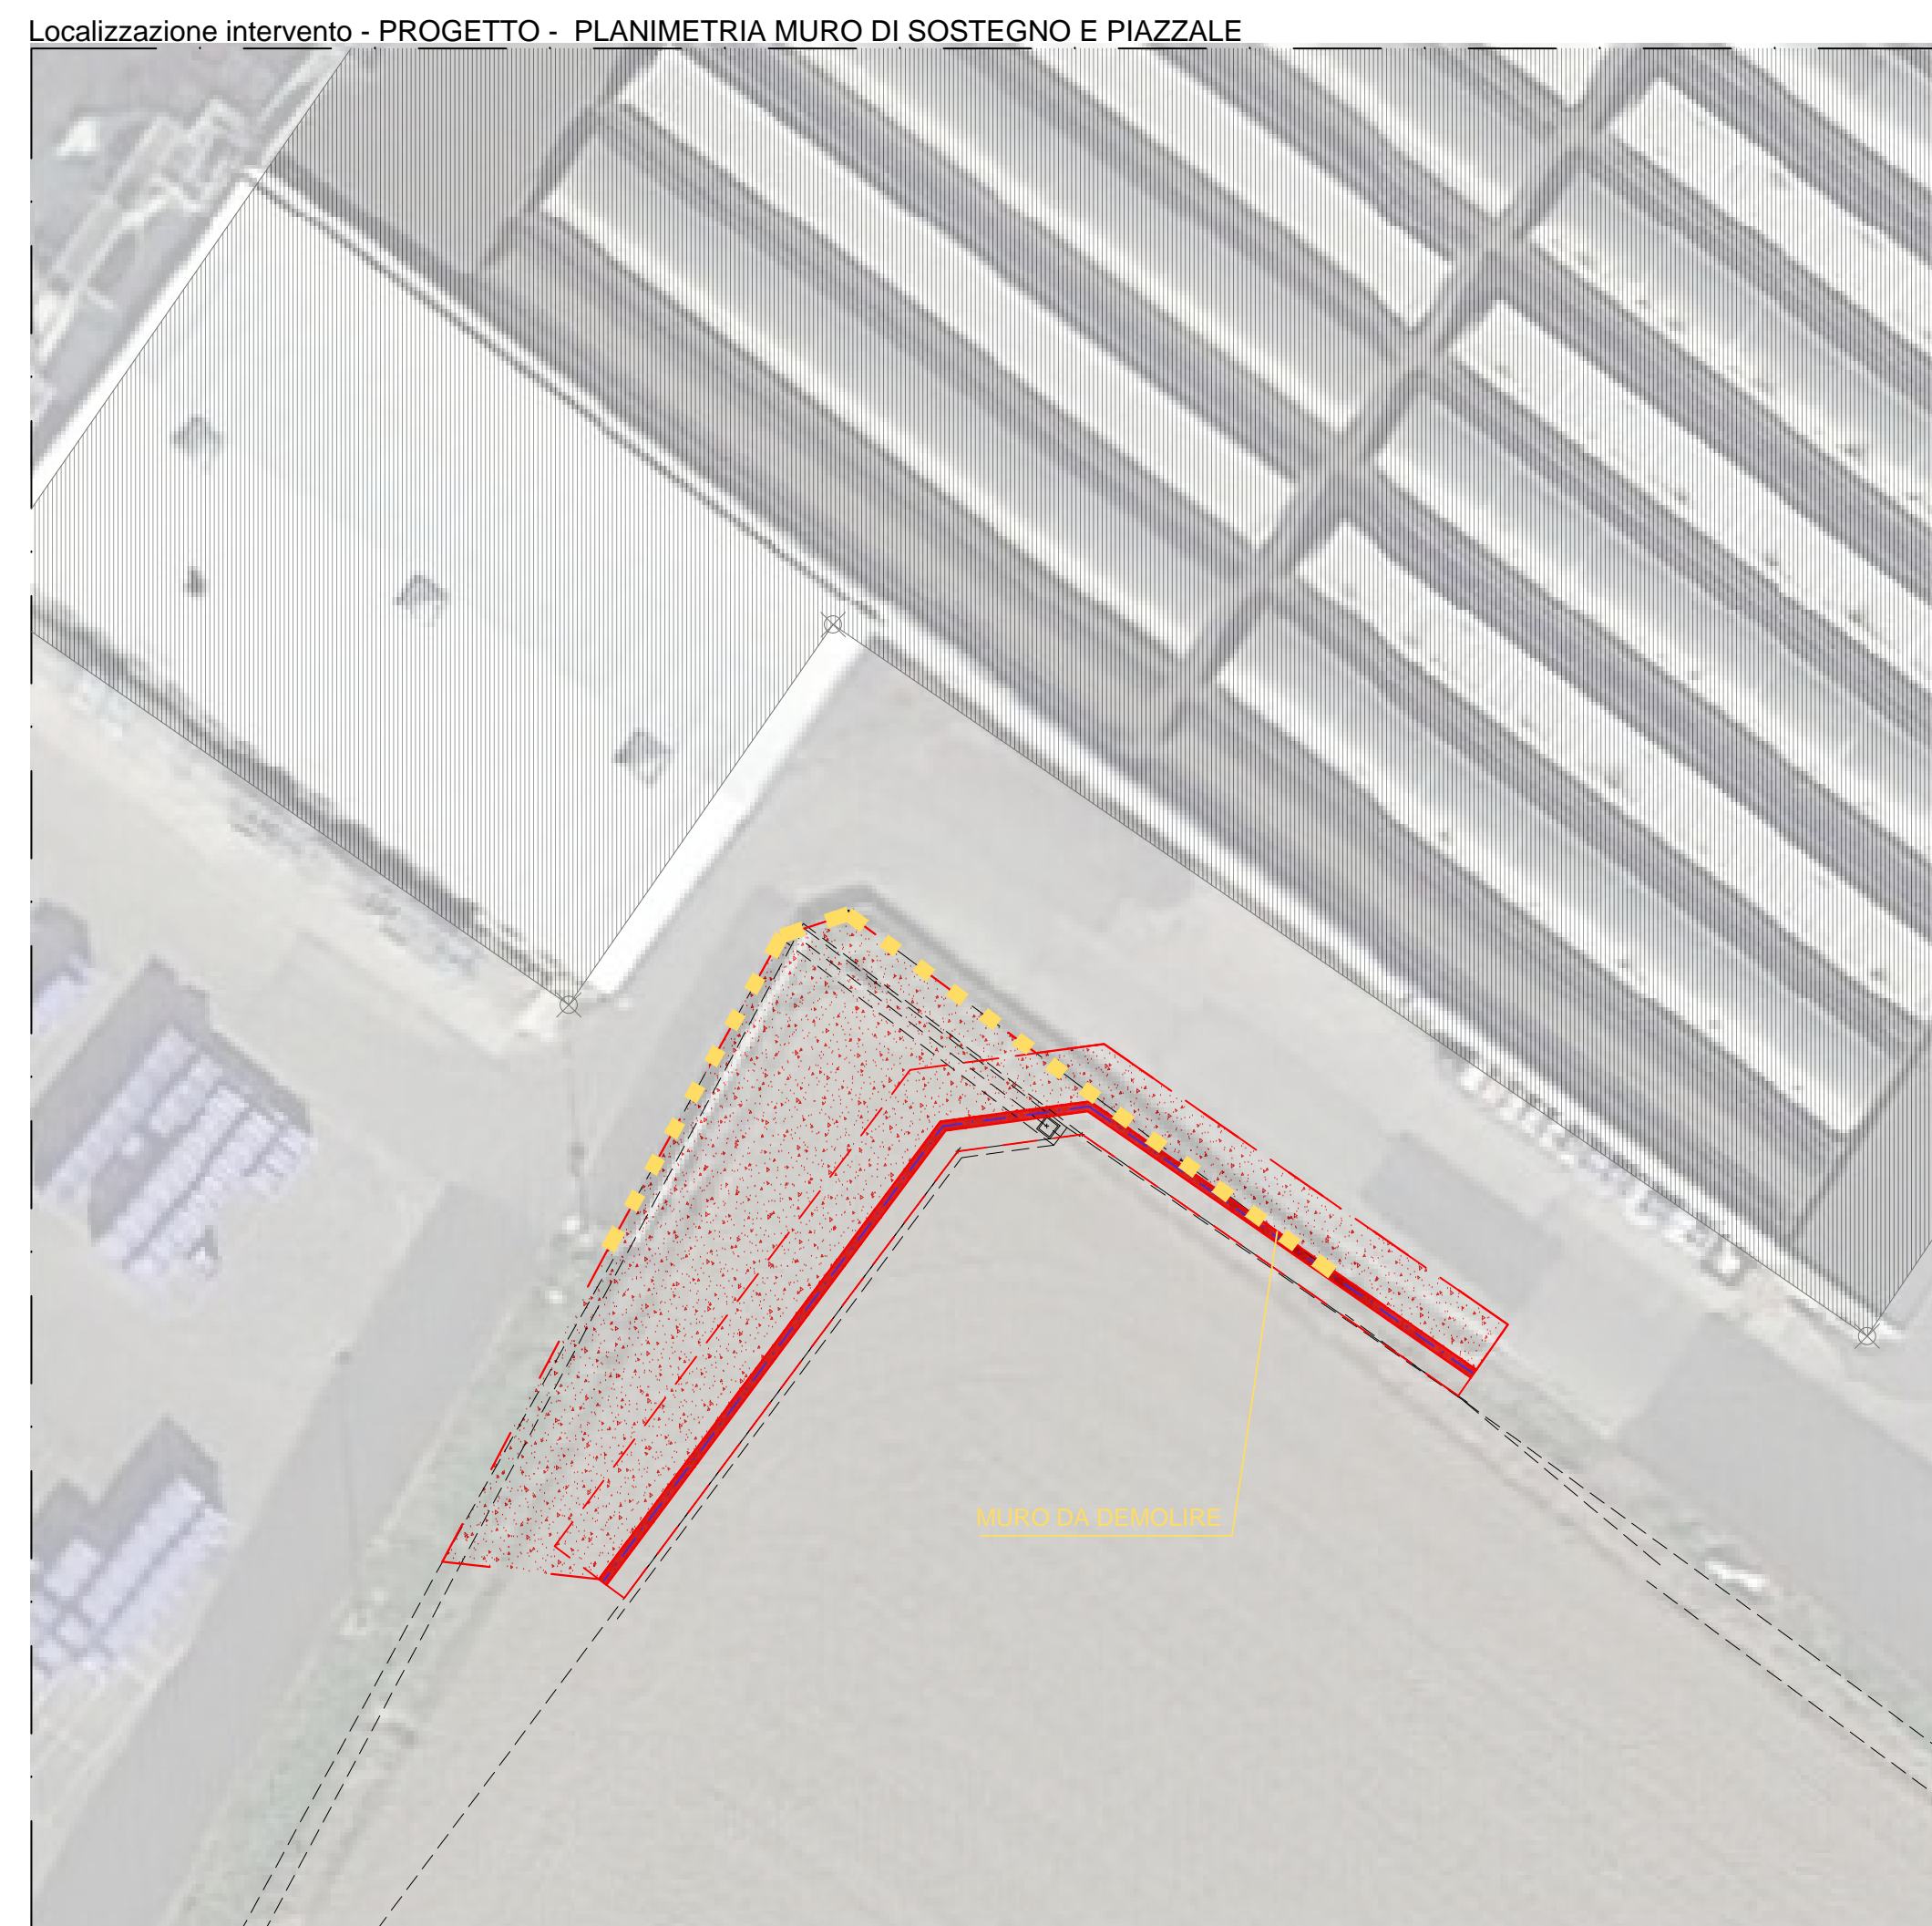 Localizzazione intervento - PROGETTO - PLANIMETRIA MURO DI SOSTEGNO E PIAZZALE
MURO DA DEMOLIRE